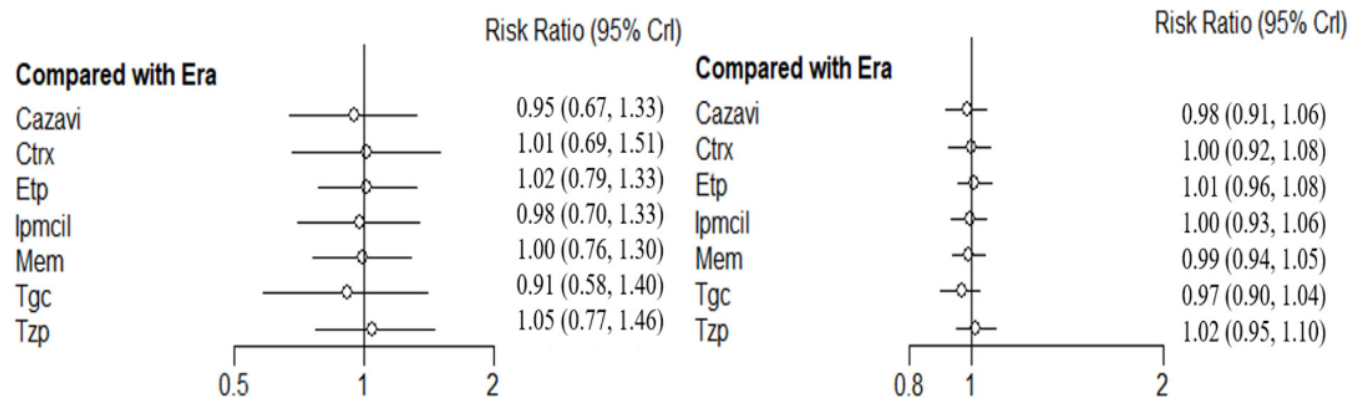 Risk Ratio (95% CrI)
Compared with Era
Cazavi 0.95 (0.67, 1.33)
Ctrx 1.01 (0.69, 1.51)
Etp 1.02 (0.79, 1.33)
Ipmcil 0.98 (0.70, 1.33)
Mem 1.00 (0.76, 1.30)
Tgc 0.91 (0.58, 1.40)
Tzp 1.05 (0.77, 1.46)
0.5 1 2
Risk Ratio (95% CrI)
Compared with Era
Cazavi 0.98 (0.91, 1.06)
Ctrx 1.00 (0.92, 1.08)
Etp 1.01 (0.96, 1.08)
Ipmcil 1.00 (0.93, 1.06)
Mem 0.99 (0.94, 1.05)
Tgc 0.97 (0.90, 1.04)
Tzp 1.02 (0.95, 1.10)
0.8 1 2